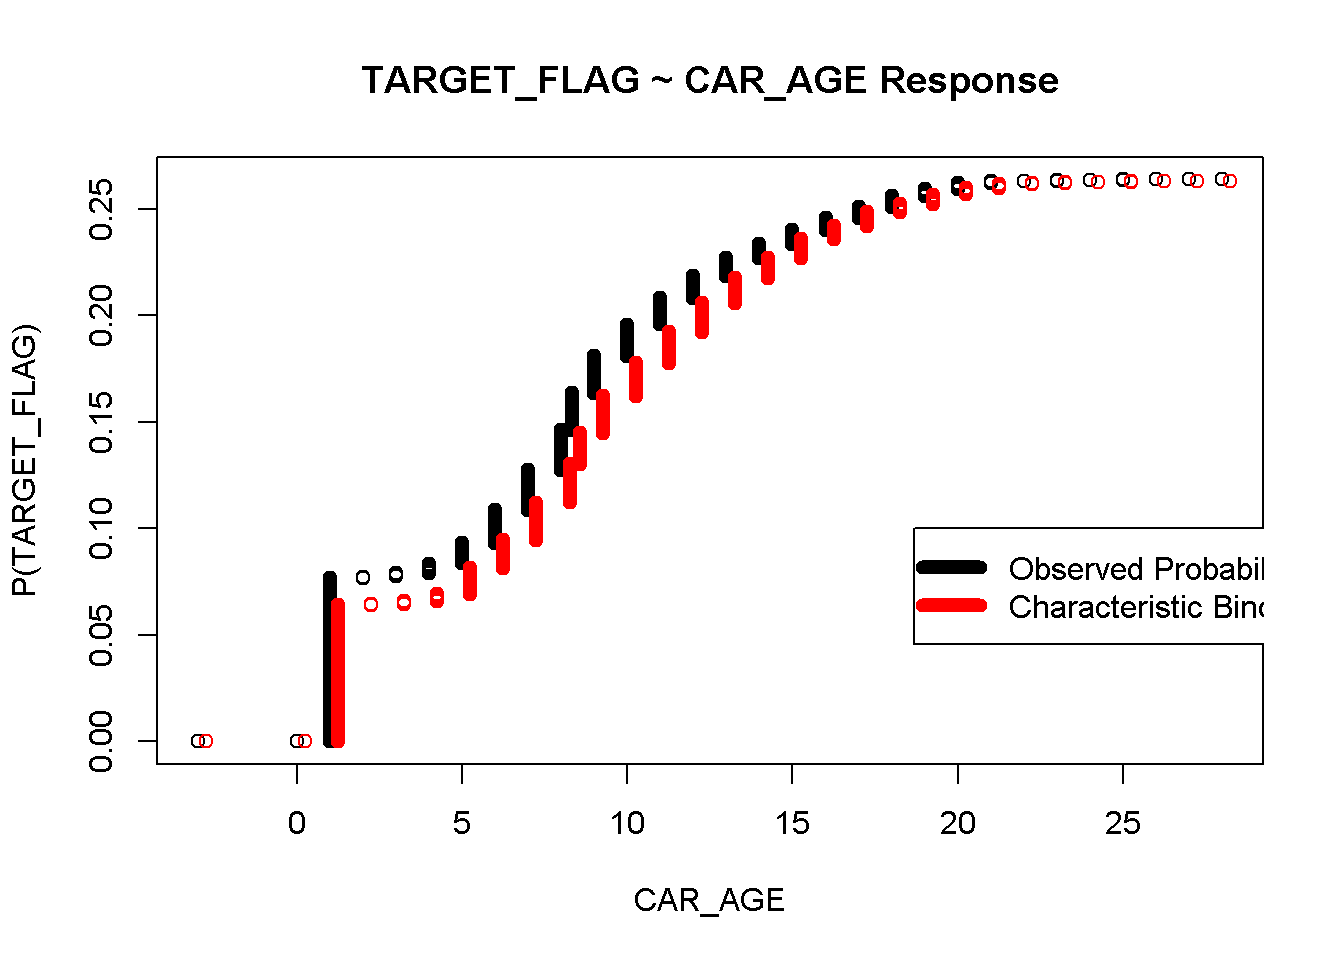 TARGET_FLAG ~ CAR_AGE Response
P(TARGET_FLAG)
0.25
0.20
0.15
0.10
0.05
0.00
Observed Probabil
Characteristic Bin
0 5 10 15 20 25
CAR_AGE